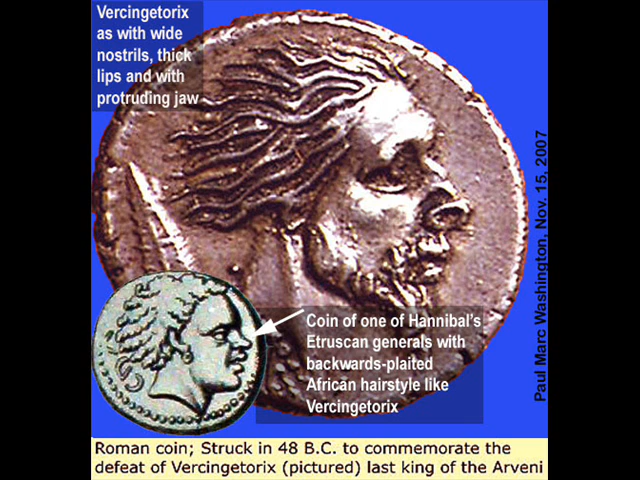 Vercingetorix
as with wide
nostrils, thick
lips and with
protruding jaw
Paul Marc Washington, Nov. 15, 2007
Coin of one of Hannibal's
Etruscan generals with
backwards-plaited
African hairstyle like
Vercingetorix
Roman coin; Struck in 48 B.C. to commemorate the
defeat of Vercingetorix (pictured) last king of the Arveni